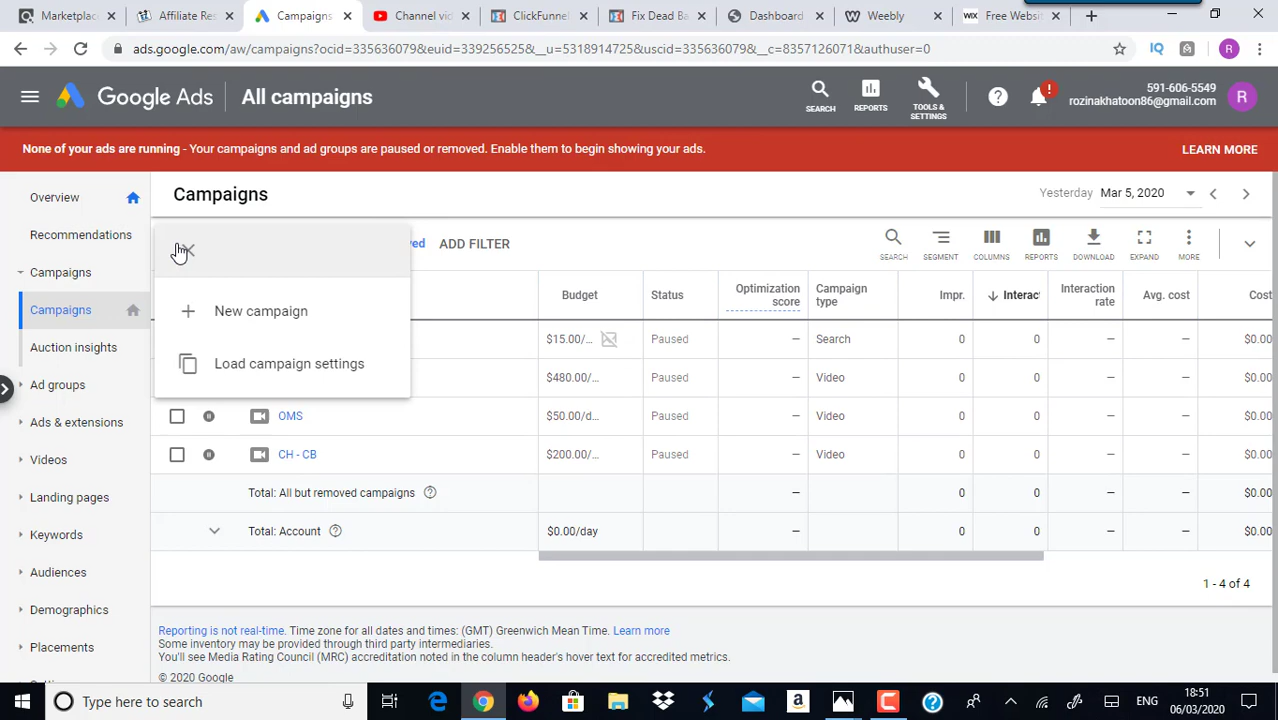 Marketplace
Affiliate Res
Campaigns
Channel vid
ClickFunnel
Fix Dead Ba
Dashboard
Weebly
Free Websit
ads.google.com/aw/campaigns?ocid=335636079&euid=339256525&__u=5318914725&uscid=335636079&__c=8357126071&authuser=0
IQ
R
Google Ads
All campaigns
SEARCH
REPORTS
TOOLS &
SETTINGS
591-606-5549
rozinakhatoon86@gmail.com
R
None of your ads are running - Your campaigns and ad groups are paused or removed. Enable them to begin showing your ads.
LEARN MORE
Overview
Recommendations
Campaigns
Campaigns
Auction insights
Ad groups
Ads & extensions
Videos
Landing pages
Keywords
Audiences
Demographics
Placements
Campaigns
Yesterday
Mar 5, 2020
ved
ADD FILTER
SEARCH
SEGMENT
COLUMNS
REPORTS
DOWNLOAD
EXPAND
MORE
New campaign
Load campaign settings
Budget
Status
Optimization
score
Campaign
type
Impr.
Interac
Interaction
rate
Avg. cost
Cost
$15.00/... Paused – Search 0 0 – – $0.00
$480.00/... Paused – Video 0 0 – – $0.00
OMS $50.00/d... Paused – Video 0 0 – – $0.00
CH - CB $200.00/... Paused – Video 0 0 – – $0.00
Total: All but removed campaigns – 0 0 – – $0.00
Total: Account $0.00/day – 0 0 – – $0.00
1 - 4 of 4
Reporting is not real-time. Time zone for all dates and times: (GMT) Greenwich Mean Time. Learn more
Some inventory may be provided through third party intermediaries.
You'll see Media Rating Council (MRC) accreditation noted in the column header's hover text for accredited metrics.
© 2020 Google
Type here to search
ENG
18:51
06/03/2020